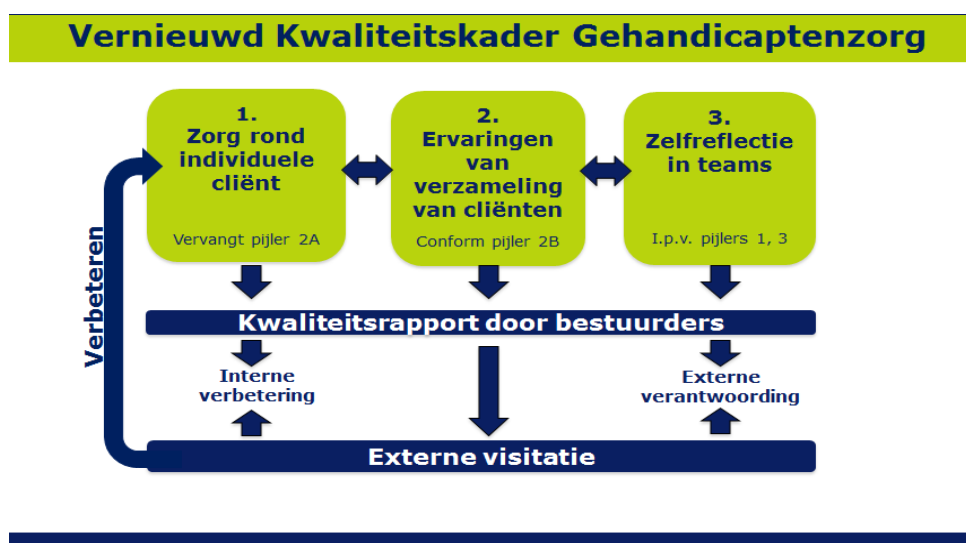 Vernieuwd Kwaliteitskader Gehandicaptenzorg
1.
Zorg rond
individuele
cliënt
Vervangt pijler 2A
2.
Ervaringen
van
verzameling
van cliënten
Conform pijler 2B
3.
Zelfreflectie
in teams
I.p.v. pijlers 1, 3
Verbeteren
Kwaliteitsrapport door bestuurders
Interne
verbetering
Externe
verantwoording
Externe visitatie